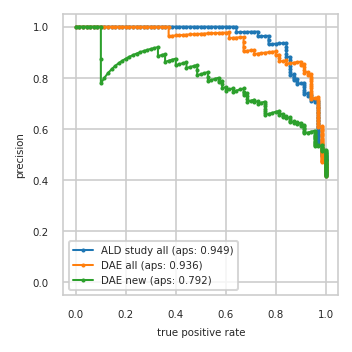 precision
1.0
0.8
0.6
0.4
0.2
0.0
ALD study all (aps: 0.949)
DAE all (aps: 0.936)
DAE new (aps: 0.792)
0.0 0.2 0.4 0.6 0.8 1.0
true positive rate